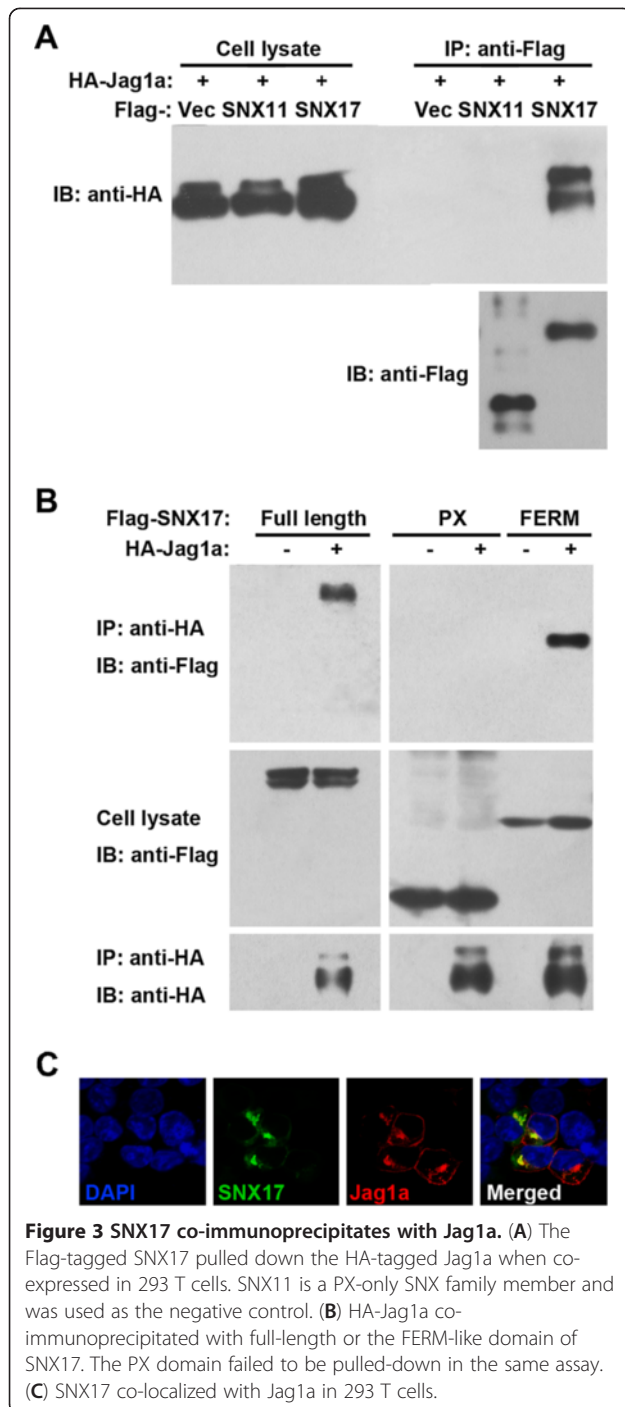 A
Cell lysate IP: anti-Flag
HA-Jag1a: + + + + + +
Flag-: Vec SNX11 SNX17 Vec SNX11 SNX17
IB: anti-HA
IB: anti-Flag
B
Flag-SNX17: Full length PX FERM
HA-Jag1a: - + - + - +
IP: anti-HA
IB: anti-Flag
Cell lysate
IB: anti-Flag
IP: anti-HA
IB: anti-HA
C
DAPI SNX17 Jag1a Merged
Figure 3 SNX17 co-immunoprecipitates with Jag1a. (A) The
Flag-tagged SNX17 pulled down the HA-tagged Jag1a when co-
expressed in 293 T cells. SNX11 is a PX-only SNX family member and
was used as the negative control. (B) HA-Jag1a co-
immunoprecipitated with full-length or the FERM-like domain of
SNX17. The PX domain failed to be pulled-down in the same assay.
(C) SNX17 co-localized with Jag1a in 293 T cells.